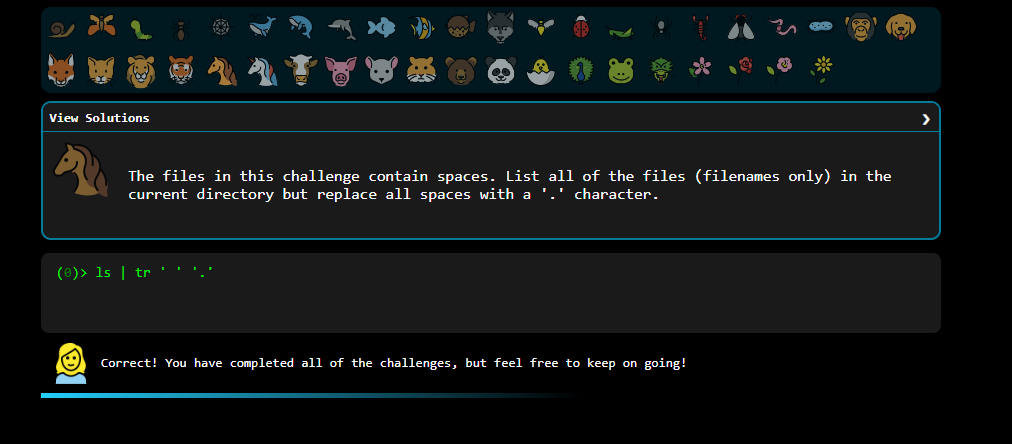 View Solutions ❯
The files in this challenge contain spaces. List all of the files (filenames only) in the
current directory but replace all spaces with a '.' character.
(0)> ls | tr ' ' '.'
Correct! You have completed all of the challenges, but feel free to keep on going!